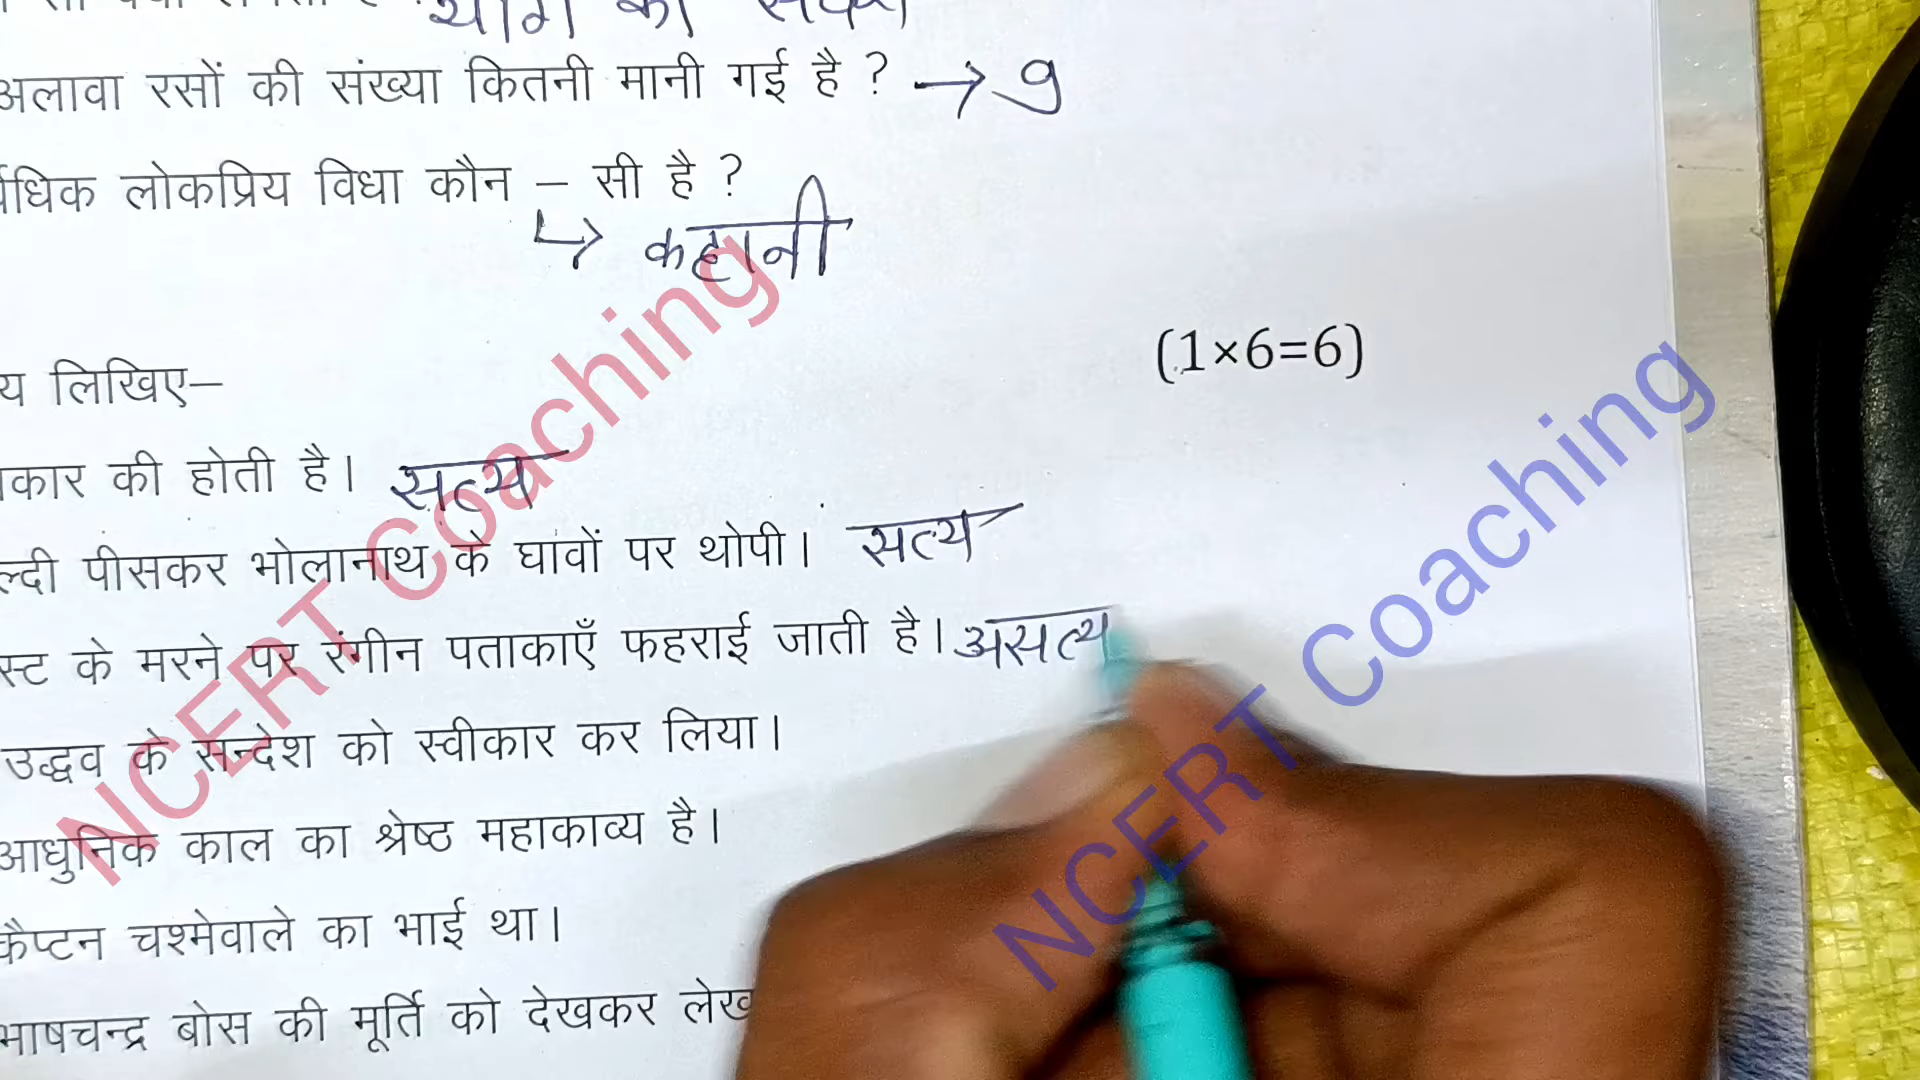 योग का
अलावा रसों की संख्या कितनी मानी गई है ? → 9
लोकप्रिय विधा कौन – सी है ?
↳ कहानी
(1×6=6)
य लिखिए–
कार की होती है। सत्य
ल्दी पीसकर भोलानाथ के घावों पर थोपी। सत्य
स्ट के मरने पर रंगीन पताकाएँ फहराई जाती है। असत्य
उद्धव के सन्देश को स्वीकार कर लिया।
आधुनिक काल का श्रेष्ठ महाकाव्य है।
कैप्टन चश्मेवाले का भाई था।
भाषचन्द्र बोस की मूर्ति को देखकर लेख
NCERT Coaching
NCERT Coaching